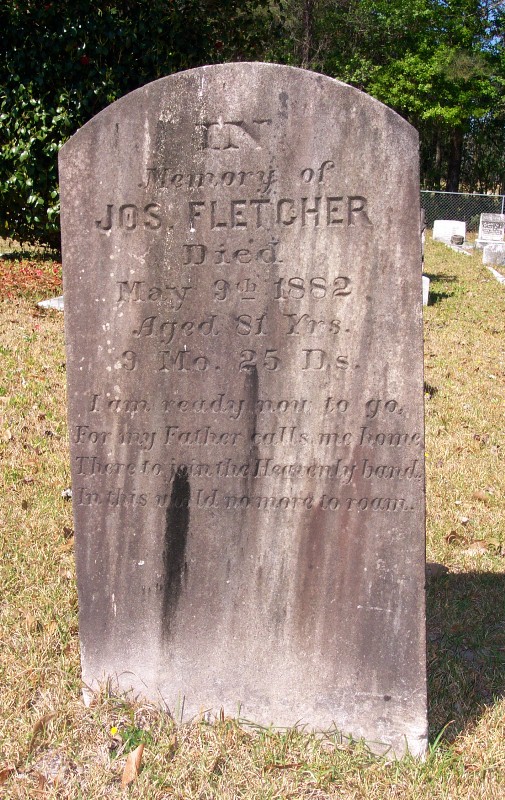 IN
Memory of
JOS. FLETCHER
Died
May 9th 1882
Aged 81 Yrs.
9 Mo. 25 Ds.
I am ready now to go,
For my Father calls me home,
There to join the Heavenly band,
In this world no more to roam.